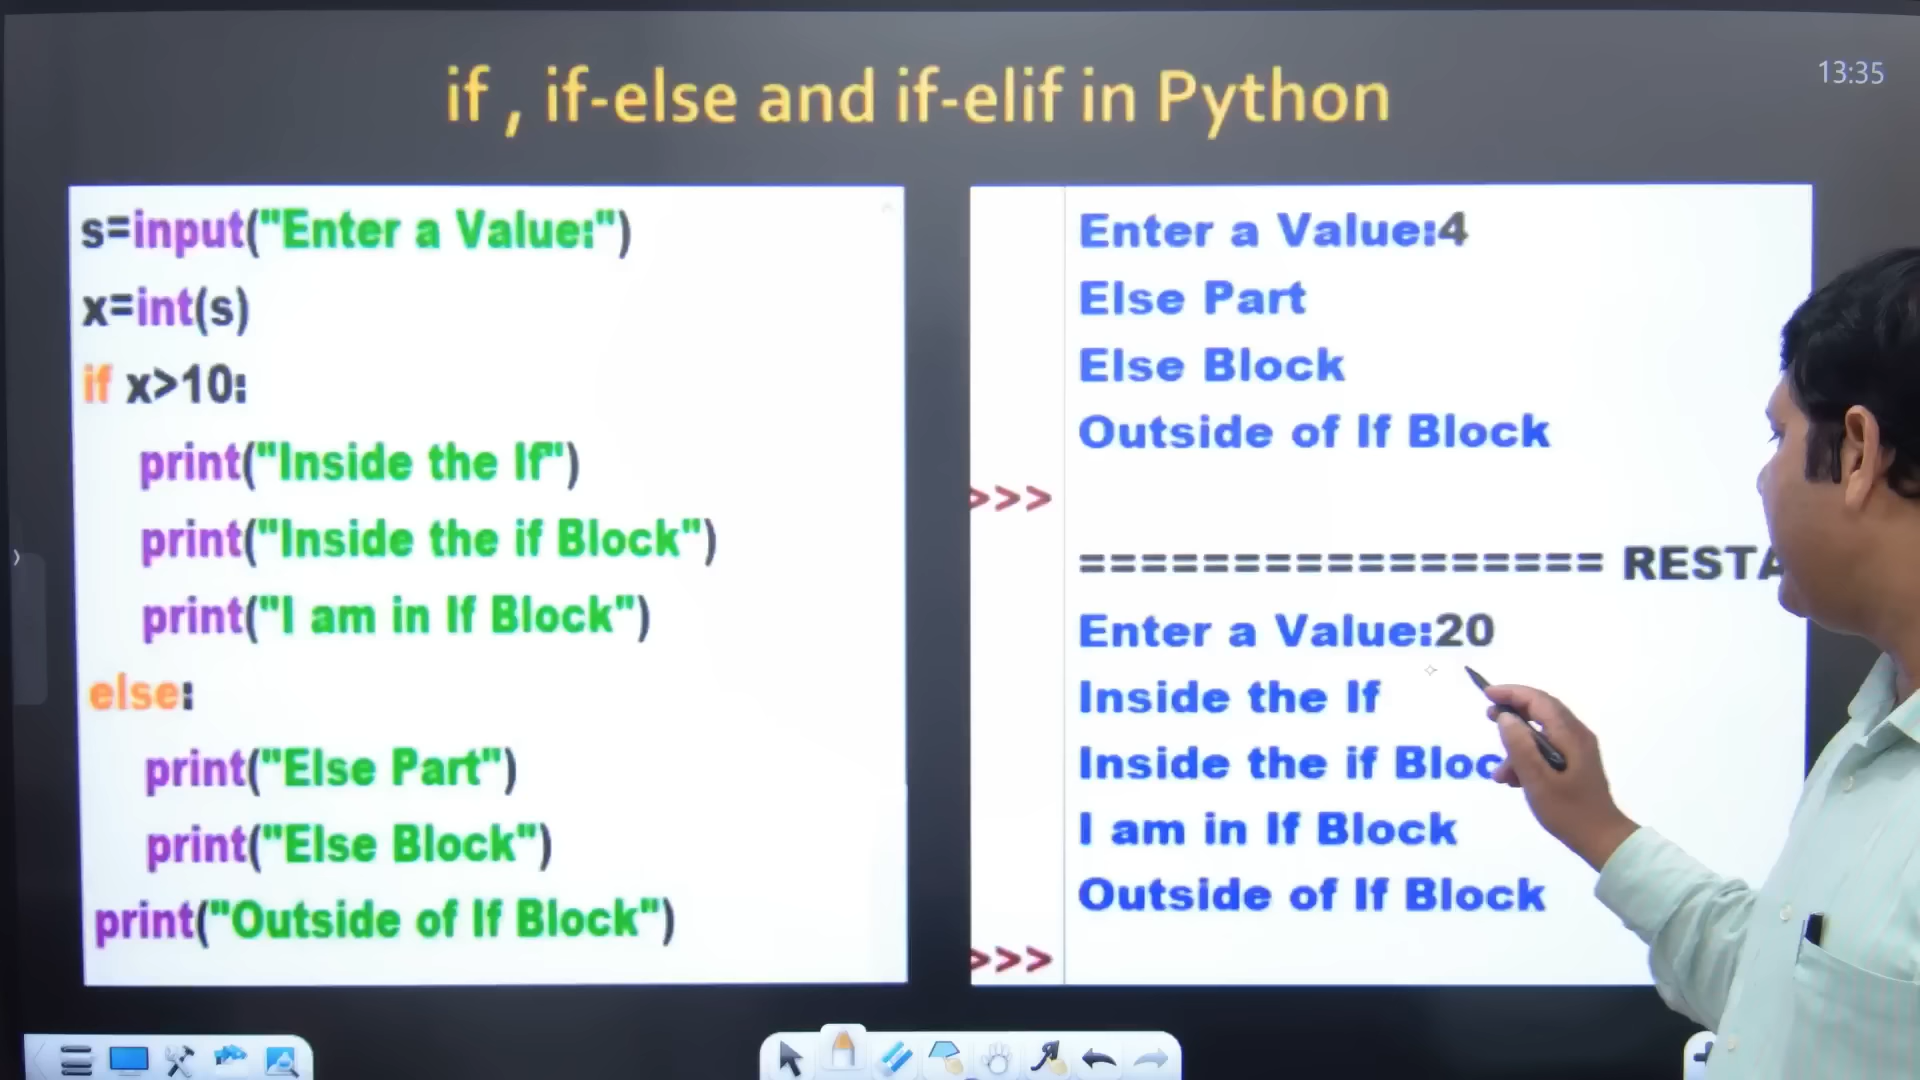 if , if-else and if-elif in Python
13:35
s=input("Enter a Value:")
x=int(s)
if x>10:
print("Inside the If")
print("Inside the if Block")
print("I am in If Block")
else:
print("Else Part")
print("Else Block")
print("Outside of If Block")
Enter a Value:4
Else Part
Else Block
Outside of If Block
>>>
================= RESTA
Enter a Value:20
Inside the If
Inside the if Bloc
I am in If Block
Outside of If Block
>>>